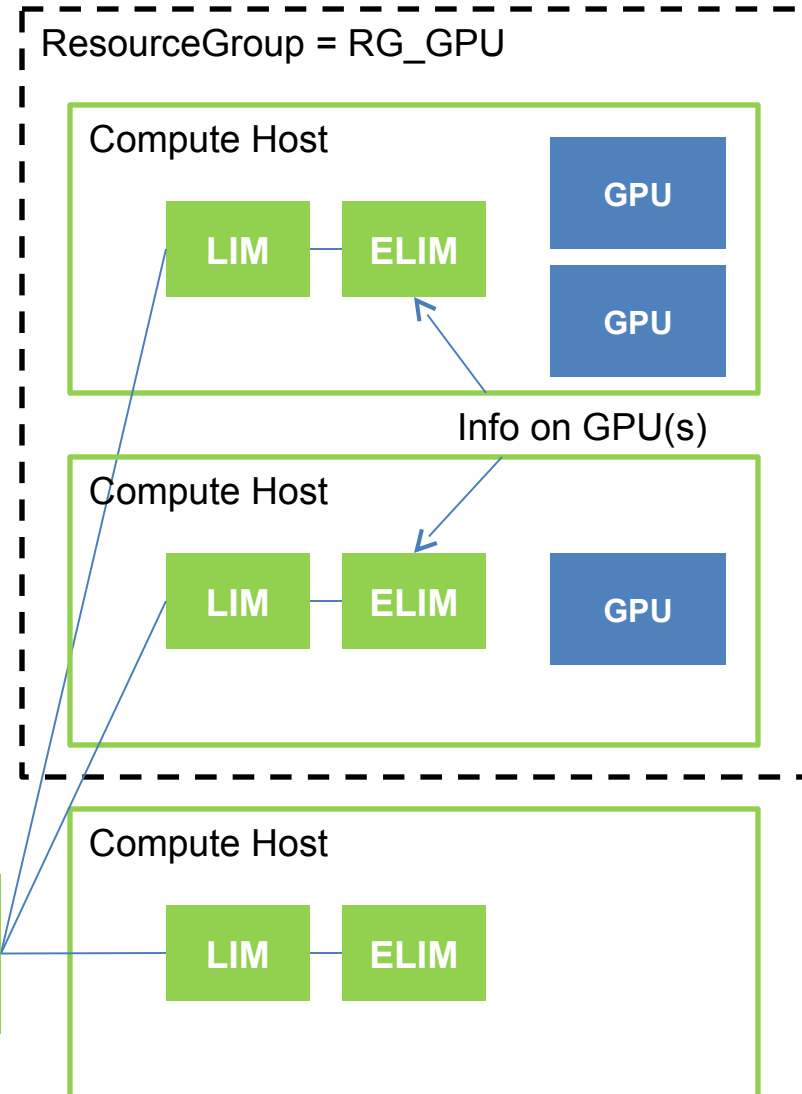 ResourceGroup = RG_GPU
Compute Host
GPU
LIM
ELIM
GPU
Info on GPU(s)
Compute Host
LIM
ELIM
GPU
Compute Host
LIM
ELIM